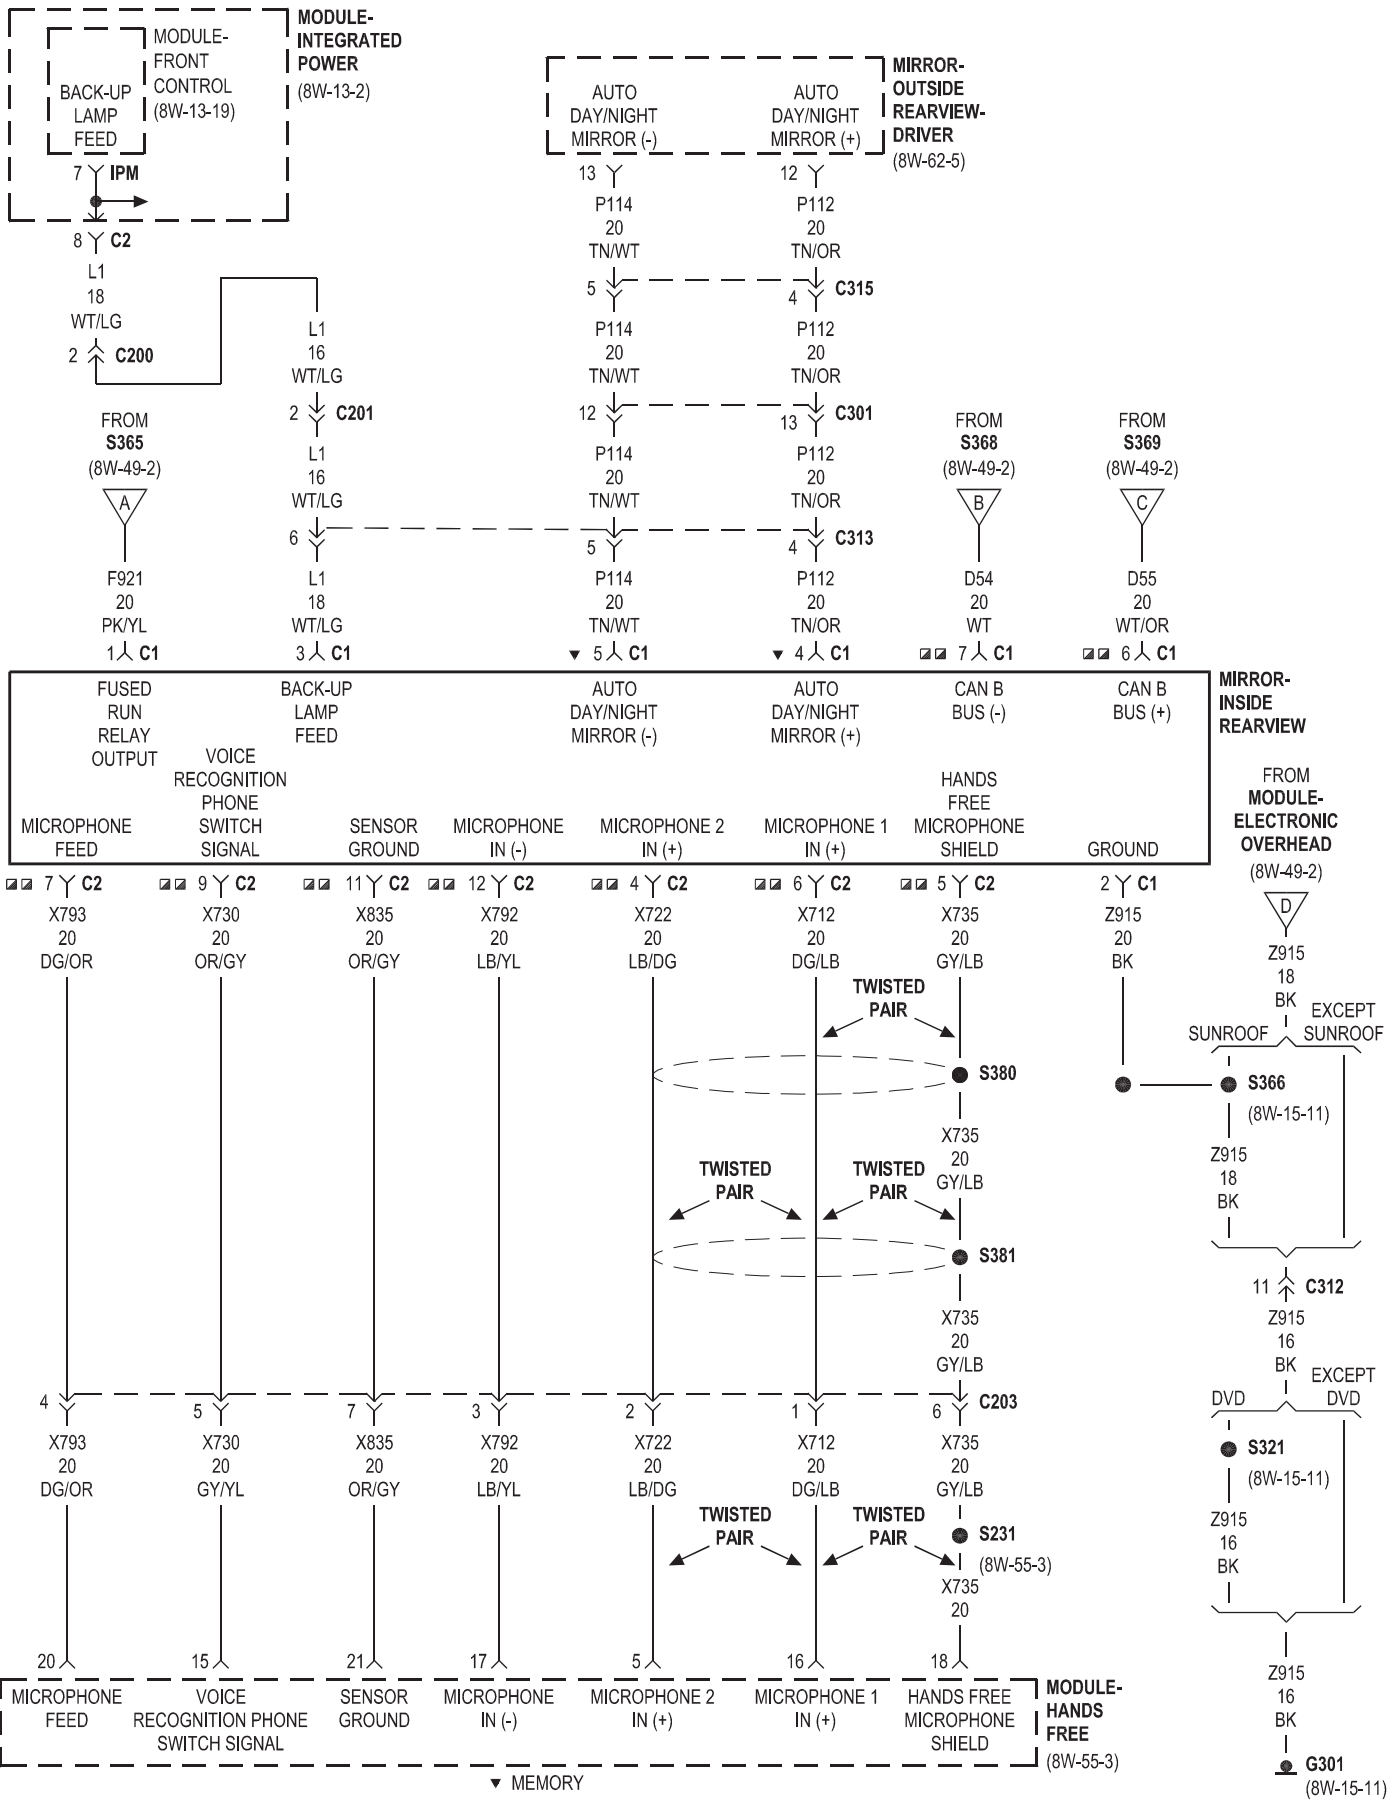 MODULE-
INTEGRATED
POWER
(8W-13-2)
MODULE-
FRONT
CONTROL
(8W-13-19)
BACK-UP
LAMP
FEED
7 IPM
8 C2
L1
18
WT/LG
2 C200
L1
16
WT/LG
2 C201
L1
16
WT/LG
6
L1
18
WT/LG
3 C1
MIRROR-
OUTSIDE
REARVIEW-
DRIVER
(8W-62-5)
AUTO
DAY/NIGHT
MIRROR (-)
AUTO
DAY/NIGHT
MIRROR (+)
13 12
P114 P112
20 20
TN/WT TN/OR
5 4 C315
P114 P112
20 20
TN/WT TN/OR
12 13 C301
P114 P112
20 20
TN/WT TN/OR
5 4 C313
P114 P112
20 20
TN/WT TN/OR
▼ 5 C1 ▼ 4 C1
FROM
S365
(8W-49-2)
A
F921
20
PK/YL
1 C1
FROM
S368
(8W-49-2)
B
D54
20
WT
7 C1
FROM
S369
(8W-49-2)
C
D55
20
WT/OR
6 C1
MIRROR-
INSIDE
REARVIEW
FUSED
RUN
RELAY
OUTPUT
BACK-UP
LAMP
FEED
AUTO
DAY/NIGHT
MIRROR (-)
AUTO
DAY/NIGHT
MIRROR (+)
CAN B
BUS (-)
CAN B
BUS (+)
MICROPHONE
FEED
VOICE
RECOGNITION
PHONE
SWITCH
SIGNAL
SENSOR
GROUND
MICROPHONE
IN (-)
MICROPHONE 2
IN (+)
MICROPHONE 1
IN (+)
HANDS
FREE
MICROPHONE
SHIELD
GROUND
7 C2 9 C2 11 C2 12 C2 4 C2 6 C2 5 C2 2 C1
X793 X730 X835 X792 X722 X712 X735 Z915
20 20 20 20 20 20 20 20
DG/OR OR/GY OR/GY LB/YL LB/DG DG/LB GY/LB BK
TWISTED
PAIR
S380
X735
20
GY/LB
TWISTED
PAIR
TWISTED
PAIR
S381
X735
20
GY/LB
4 5 7 3 2 1 6 C203
X793 X730 X835 X792 X722 X712 X735
20 20 20 20 20 20 20
DG/OR GY/YL OR/GY LB/YL LB/DG DG/LB GY/LB
TWISTED
PAIR
TWISTED
PAIR
S231
(8W-55-3)
X735
20
20 15 21 17 5 16 18
MICROPHONE
FEED
VOICE
RECOGNITION PHONE
SWITCH SIGNAL
SENSOR
GROUND
MICROPHONE
IN (-)
MICROPHONE 2
IN (+)
MICROPHONE 1
IN (+)
HANDS FREE
MICROPHONE
SHIELD
MODULE-
HANDS
FREE
(8W-55-3)
▼ MEMORY
FROM
MODULE-
ELECTRONIC
OVERHEAD
(8W-49-2)
D
Z915
18
BK
SUNROOF
EXCEPT
SUNROOF
S366
(8W-15-11)
Z915
18
BK
11 C312
Z915
16
BK
DVD
EXCEPT
DVD
S321
(8W-15-11)
Z915
16
BK
Z915
16
BK
G301
(8W-15-11)